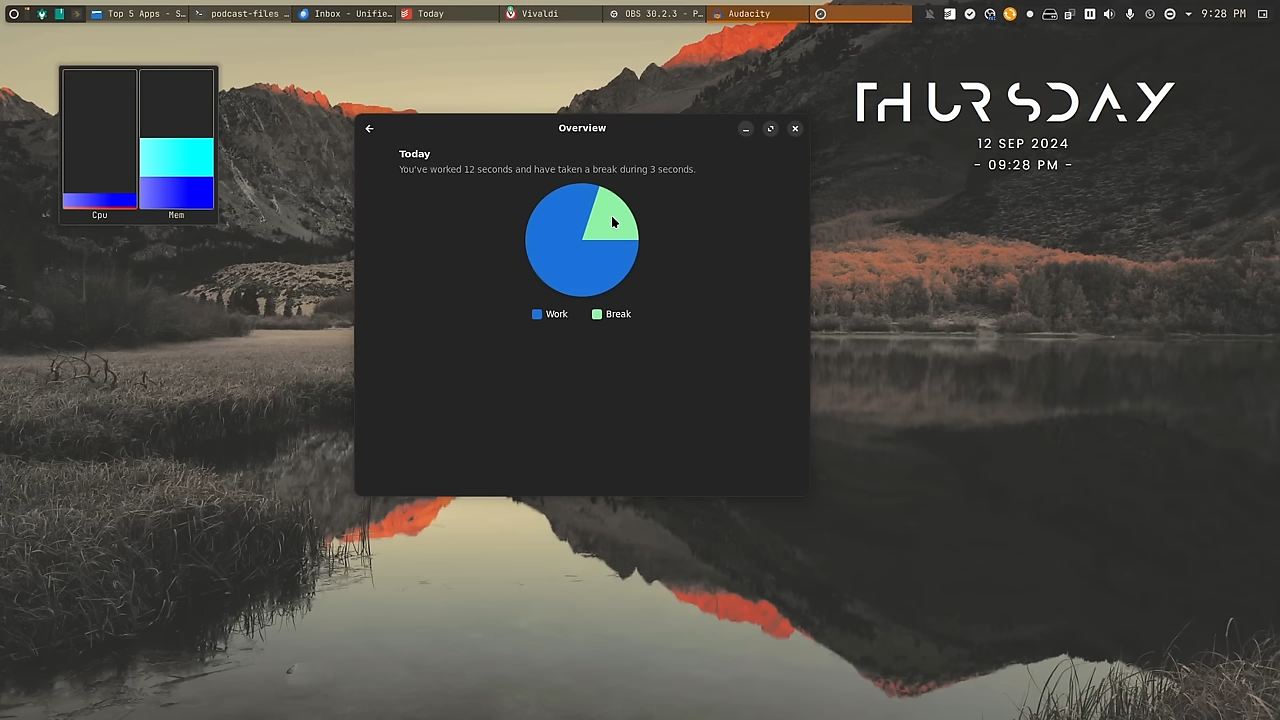 Top 5 Apps - S…
podcast-files …
Inbox - Unifie…
Today
Vivaldi
OBS 30.2.3 - P…
Audacity
9:28 PM
Cpu
Mem
THURSDAY
12 SEP 2024
- 09:28 PM -
Overview
Today
You've worked 12 seconds and have taken a break during 3 seconds.
Work
Break